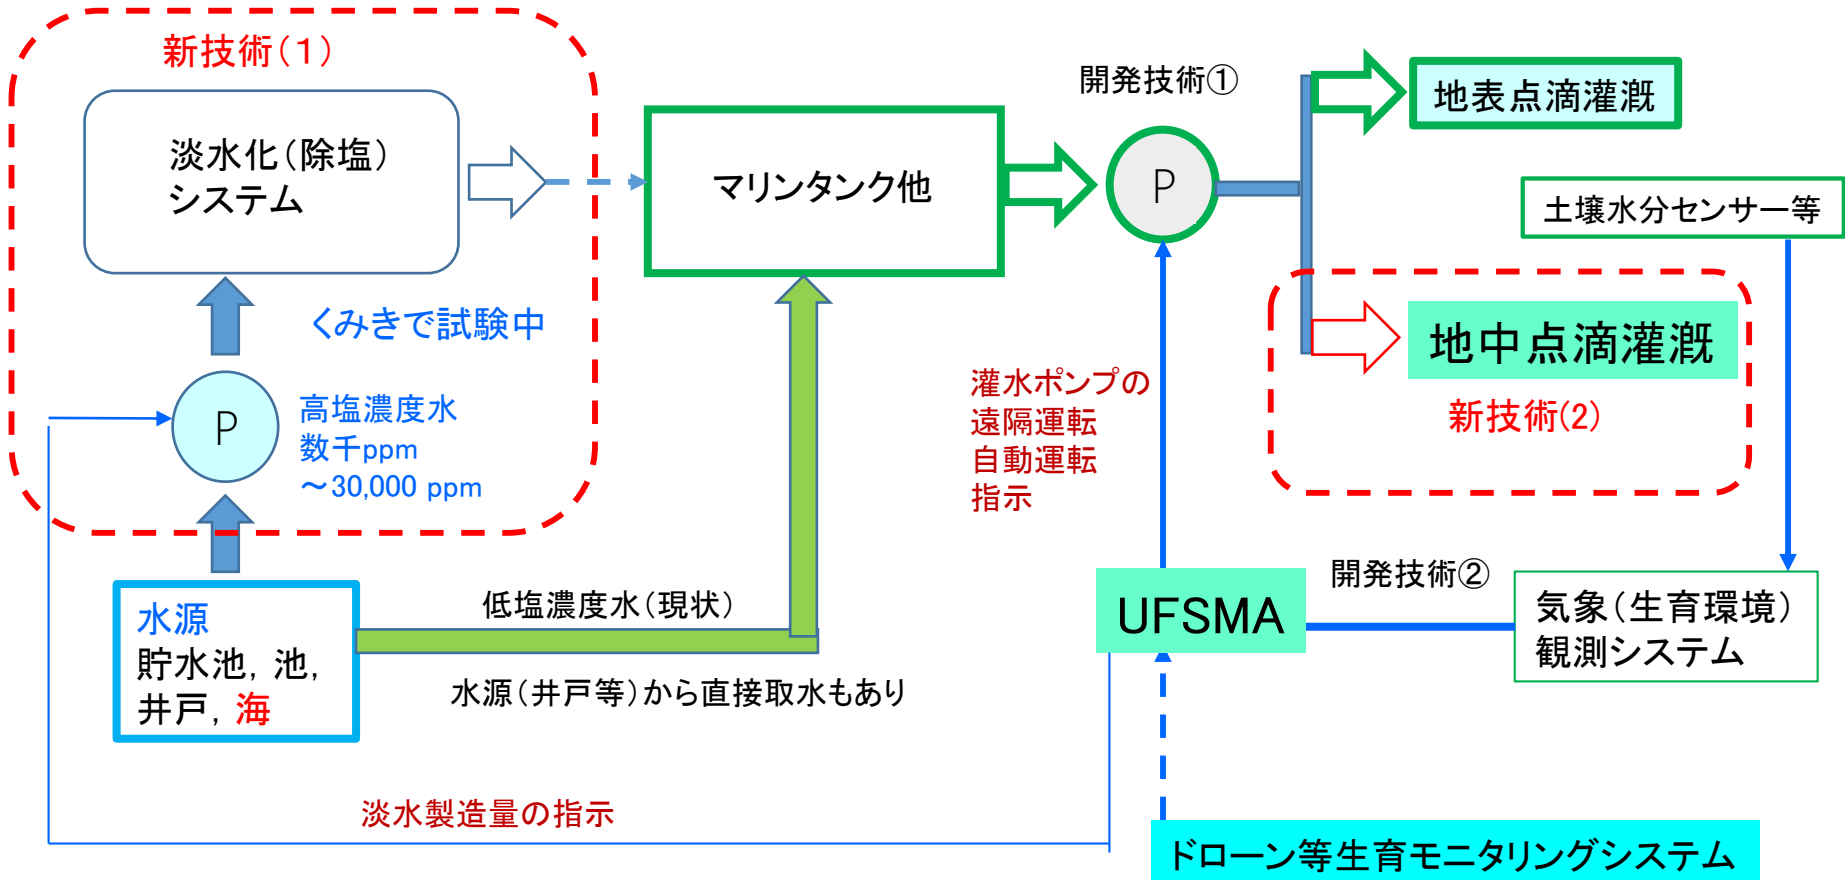 新技術(１)
淡水化(除塩)
システム
くみきで試験中
P
高塩濃度水
数千ppm
～30,000 ppm
水源
貯水池, 池,
井戸, 海
低塩濃度水(現状)
水源(井戸等)から直接取水もあり
淡水製造量の指示
マリンタンク他
開発技術①
P
地表点滴灌漑
土壌水分センサー等
地中点滴灌漑
新技術(2)
灌水ポンプの
遠隔運転
自動運転
指示
UFSMA
開発技術②
気象(生育環境)
観測システム
ドローン等生育モニタリングシステム